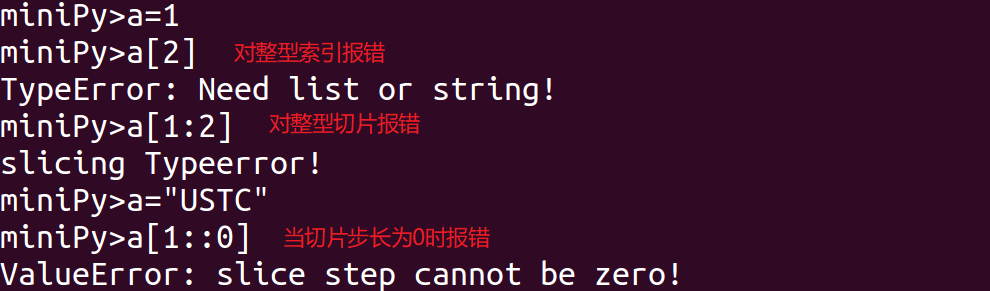 miniPy>a=1
miniPy>a[2] 对整型索引报错
TypeError: Need list or string!
miniPy>a[1:2] 对整型切片报错
slicing Typeerror!
miniPy>a="USTC"
miniPy>a[1::0] 当切片步长为0时报错
ValueError: slice step cannot be zero!